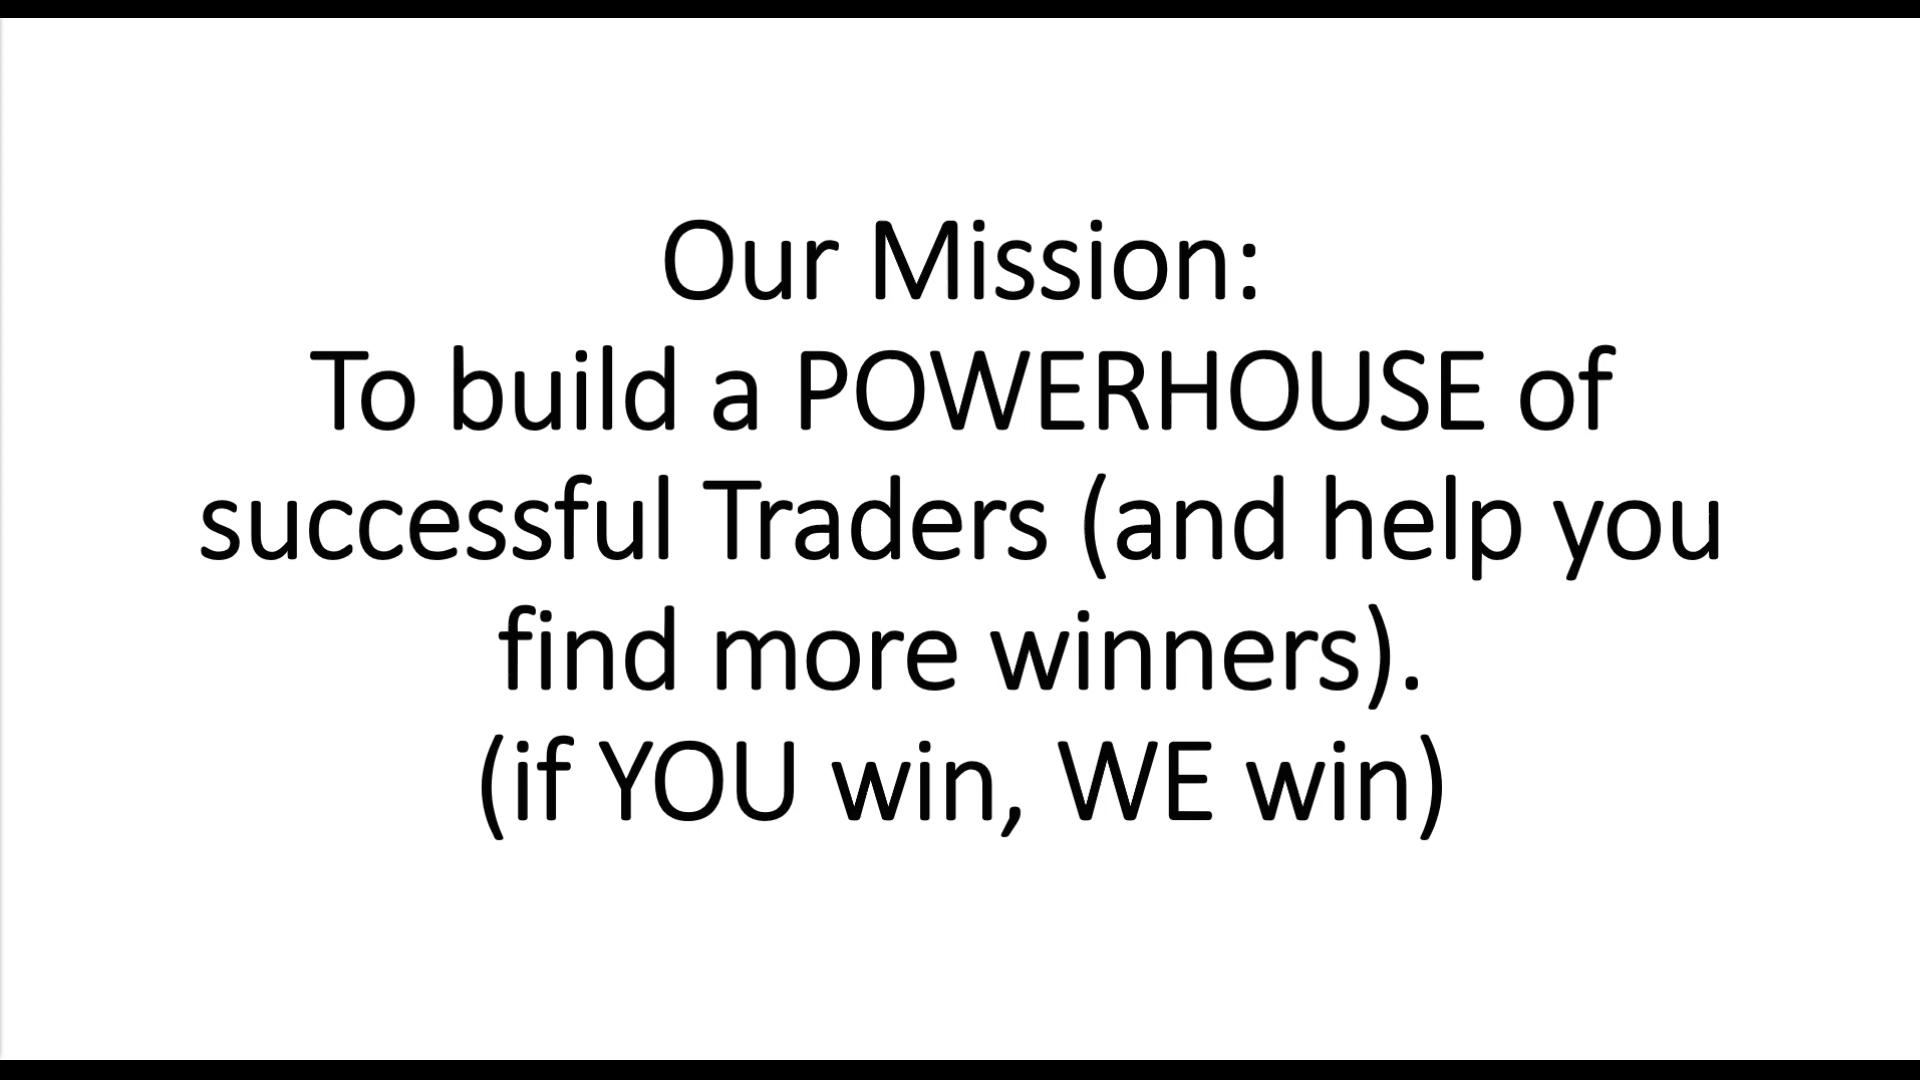 Our Mission:
To build a POWERHOUSE of
successful Traders (and help you
find more winners).
(if YOU win, WE win)